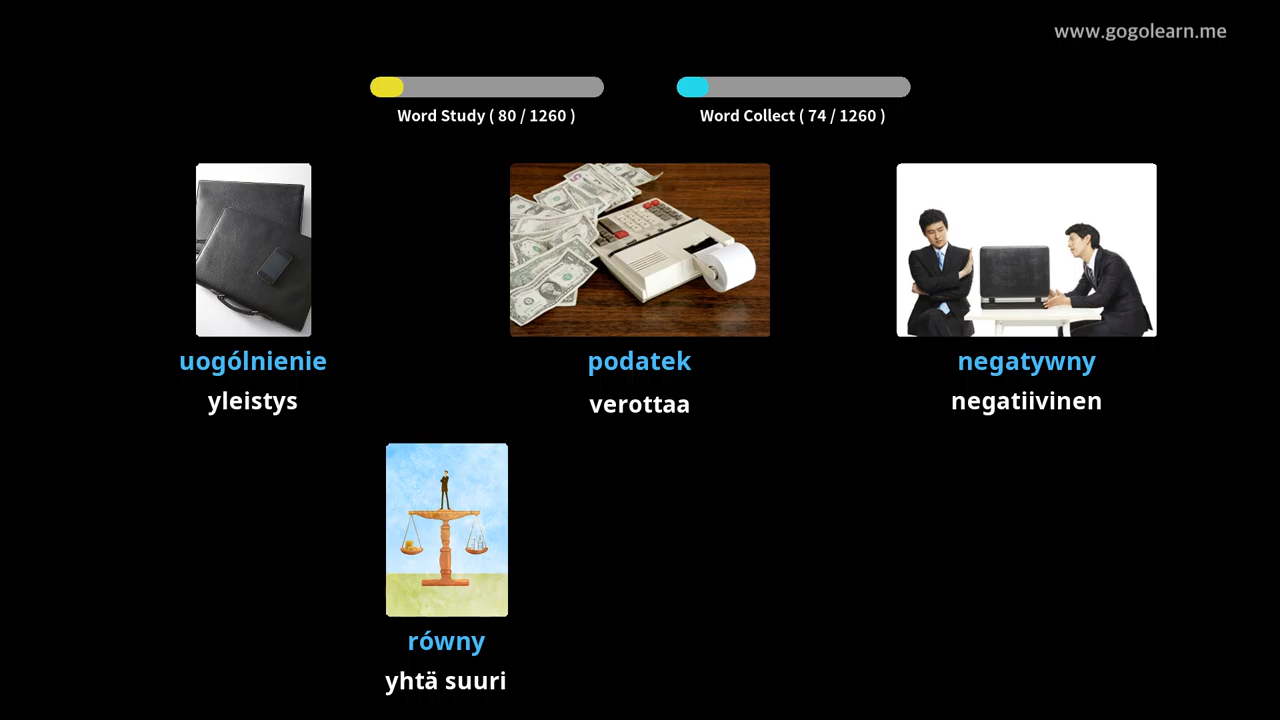 www.gogolearn.me
Word Study ( 80 / 1260 )
Word Collect ( 74 / 1260 )
uogólnienie
yleistys
podatek
verottaa
negatywny
negatiivinen
równy
yhtä suuri